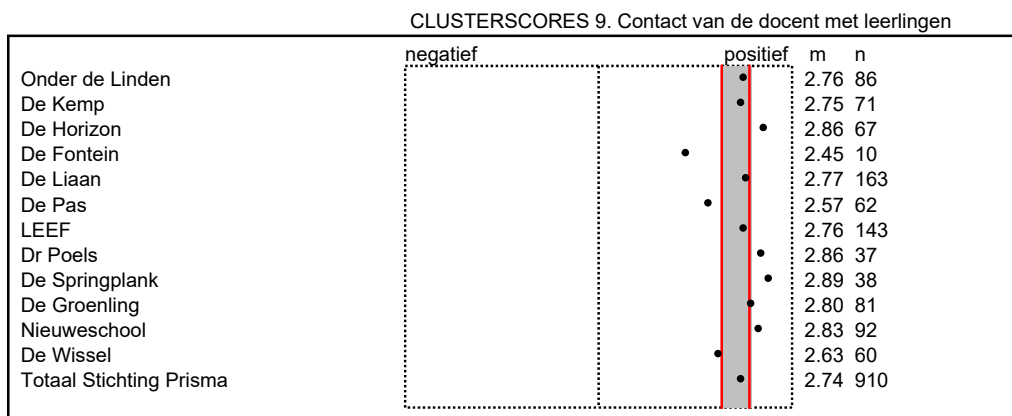 CLUSTERSCORES 9. Contact van de docent met leerlingen
negatief positief m n
Onder de Linden 2.76 86
De Kemp 2.75 71
De Horizon 2.86 67
De Fontein 2.45 10
De Liaan 2.77 163
De Pas 2.57 62
LEEF 2.76 143
Dr Poels 2.86 37
De Springplank 2.89 38
De Groenling 2.80 81
Nieuweschool 2.83 92
De Wissel 2.63 60
Totaal Stichting Prisma 2.74 910